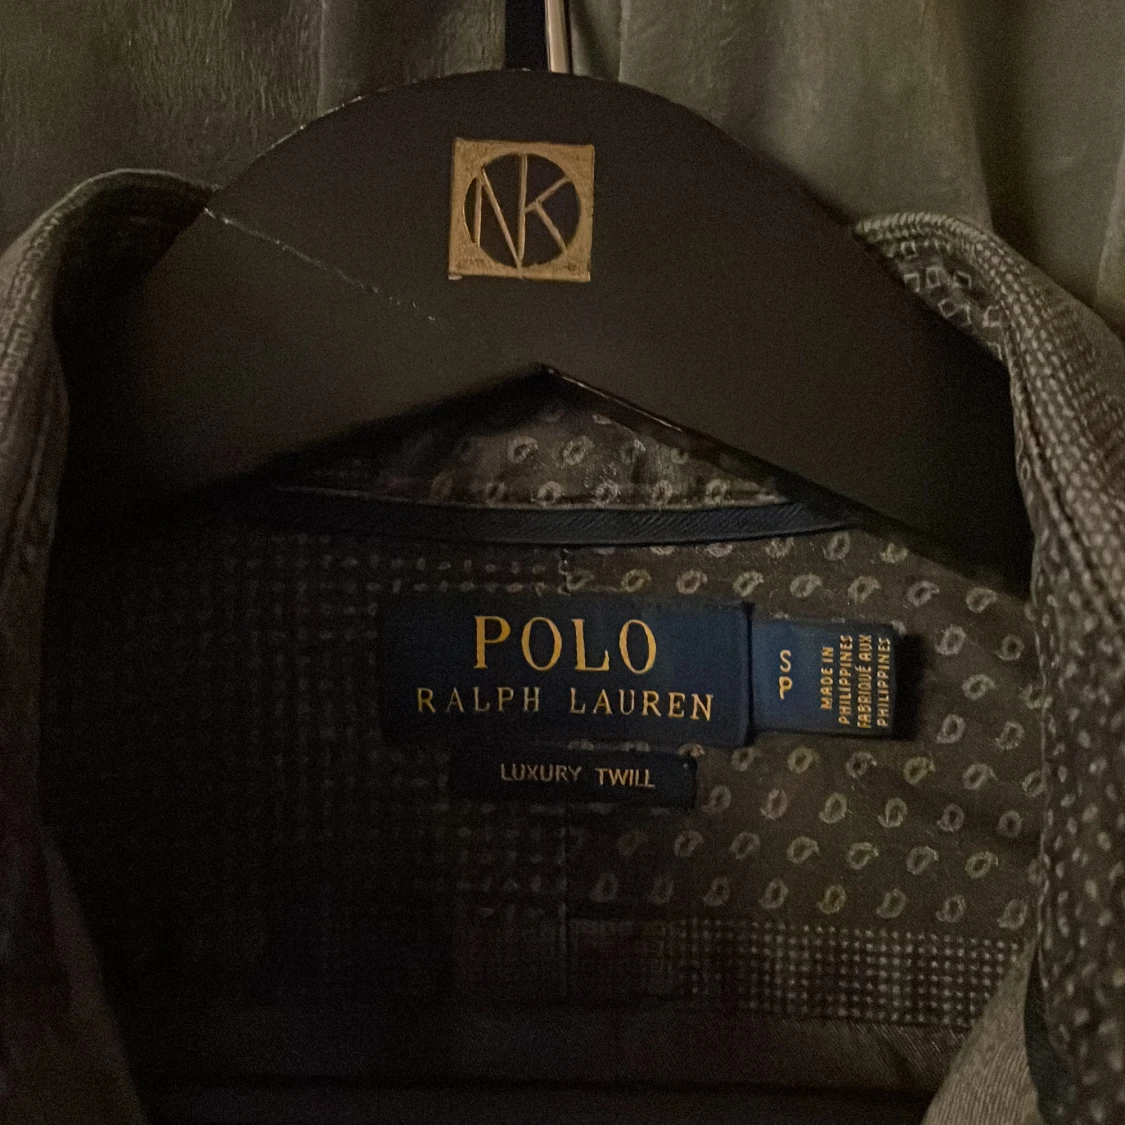 NK
POLO
RALPH LAUREN
LUXURY TWILL
S
P
MADE IN
PHILIPPINES
FABRIQUÉ AUX
PHILIPPINES